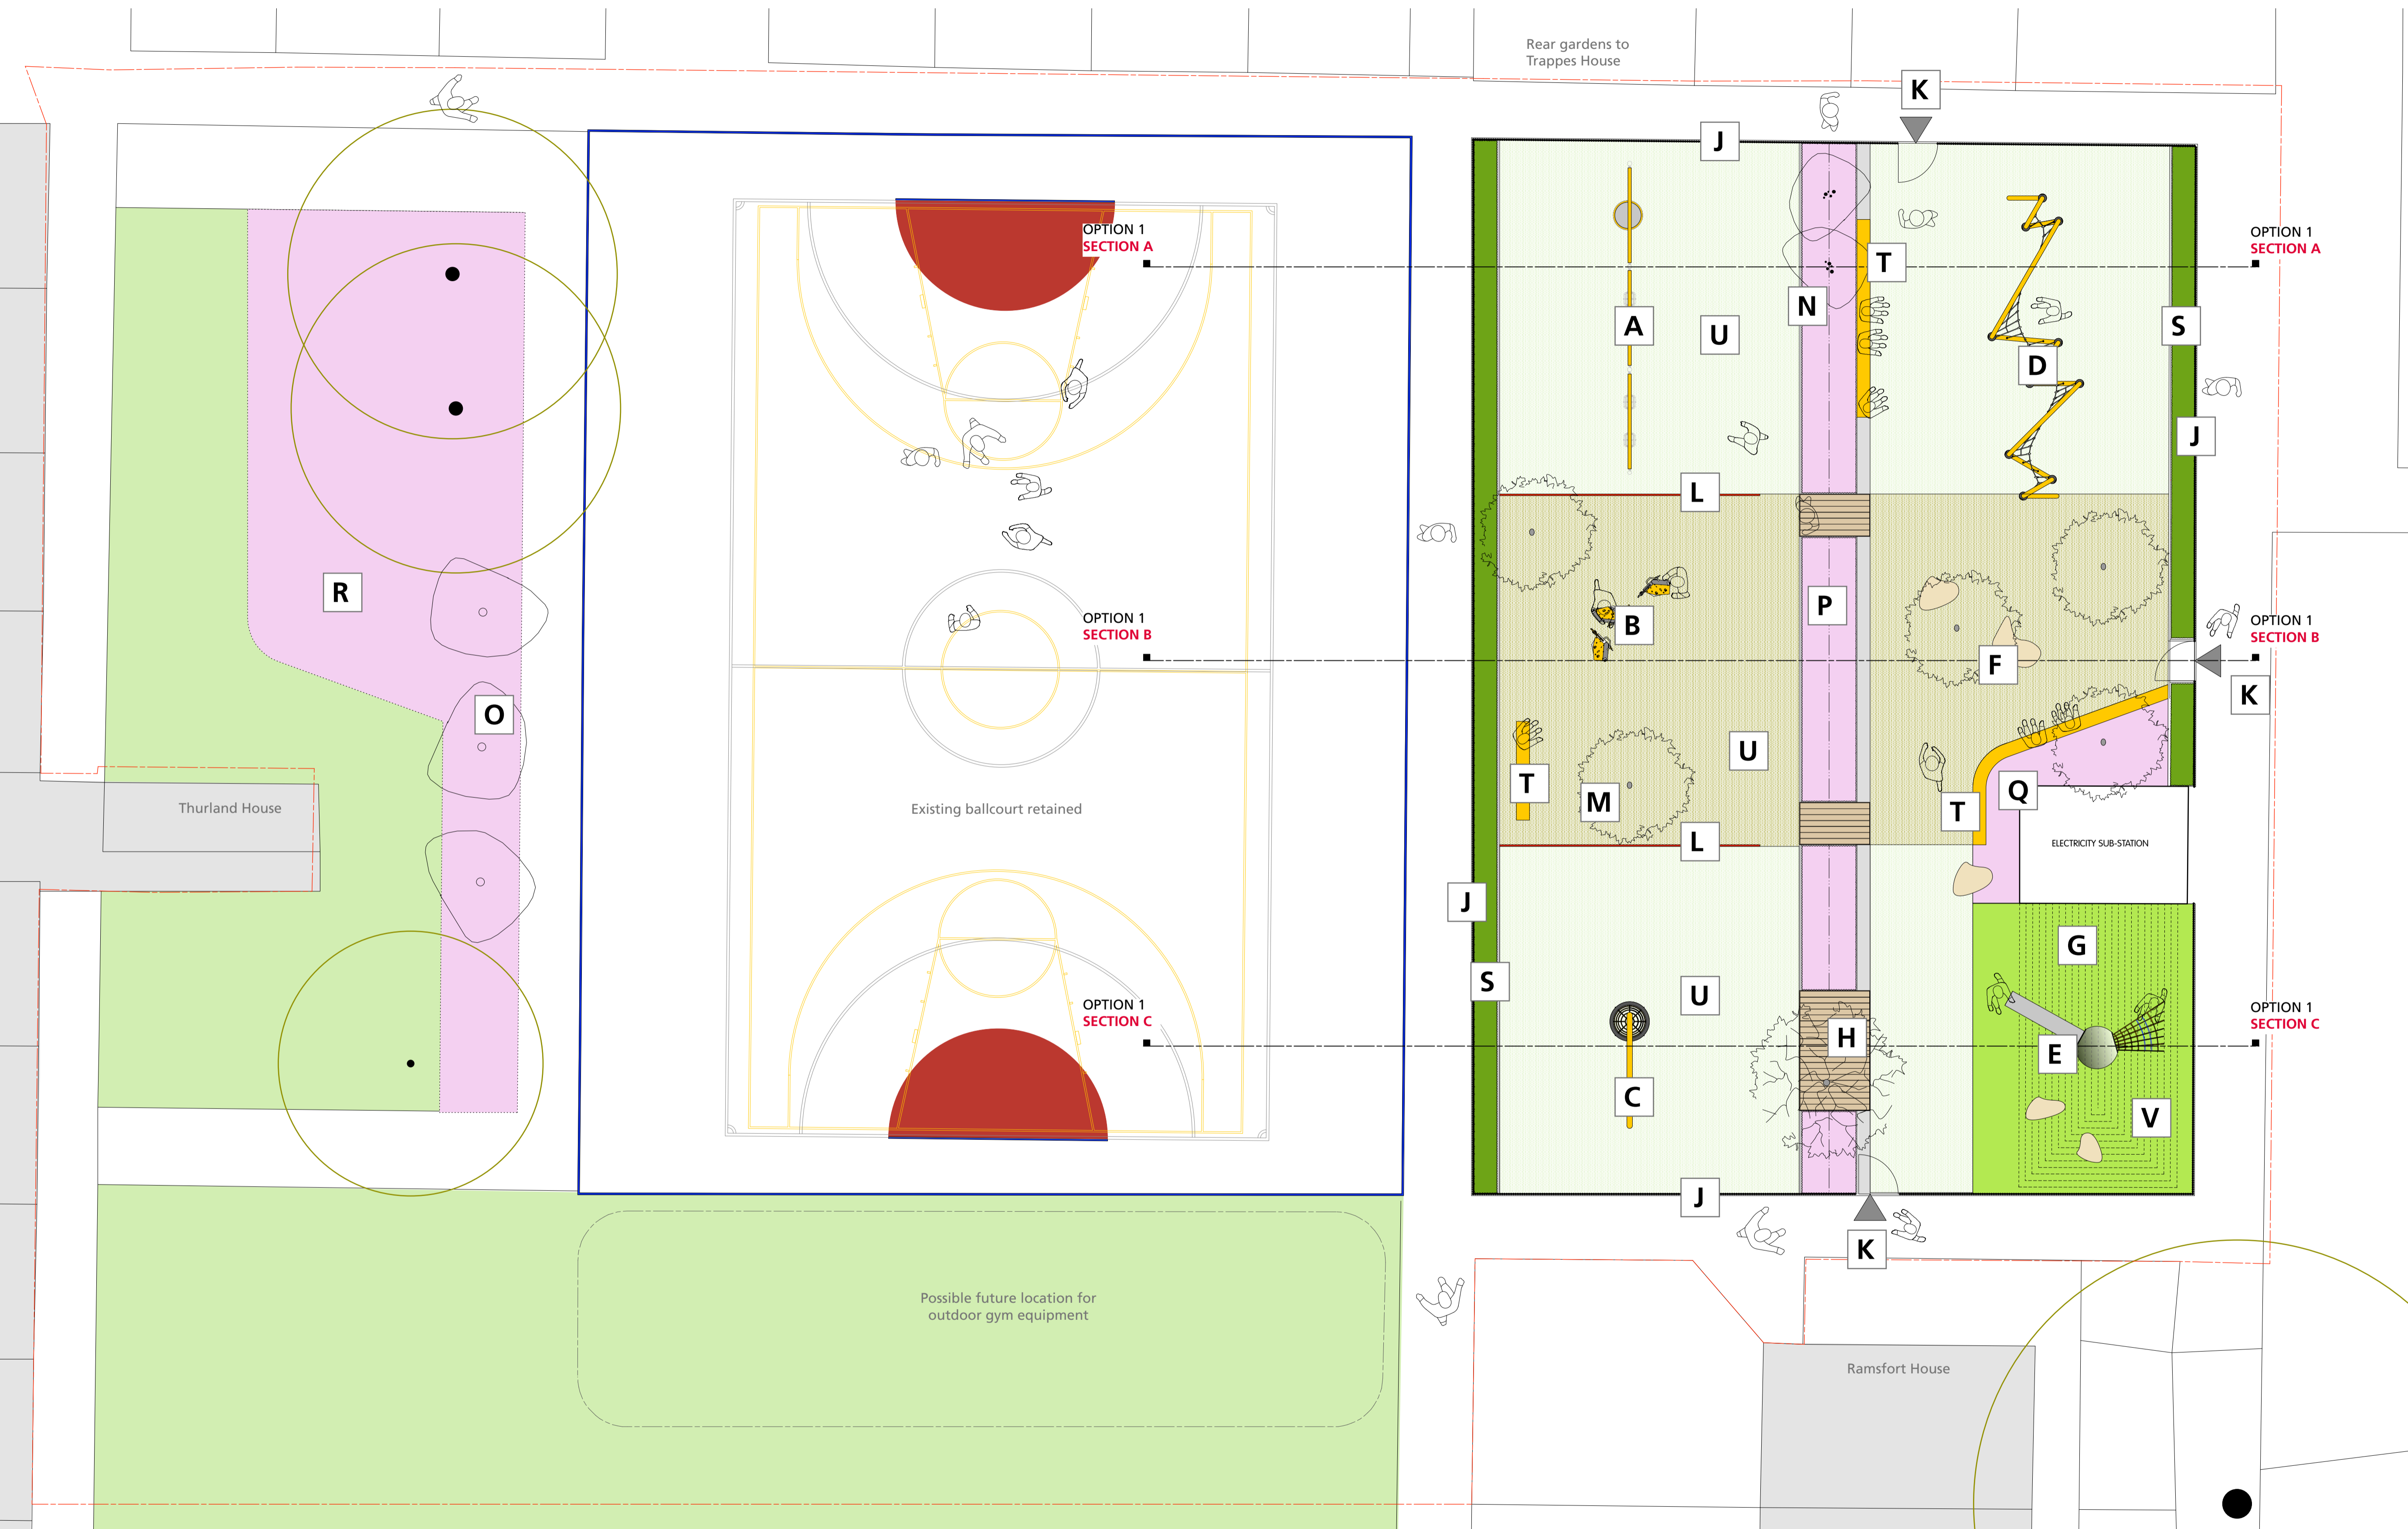 Rear gardens to
Trappes House
K
J
OPTION 1
SECTION A
OPTION 1
SECTION A
T
N
A
U
S
D
J
L
R
P
OPTION 1
SECTION B
B
OPTION 1
SECTION B
F
K
O
U
T
M
Q
T
Thurland House
Existing ballcourt retained
L
ELECTRICITY SUB-STATION
J
G
S
U
OPTION 1
SECTION C
OPTION 1
SECTION C
H
E
C
V
J
K
Possible future location for
outdoor gym equipment
Ramsfort House